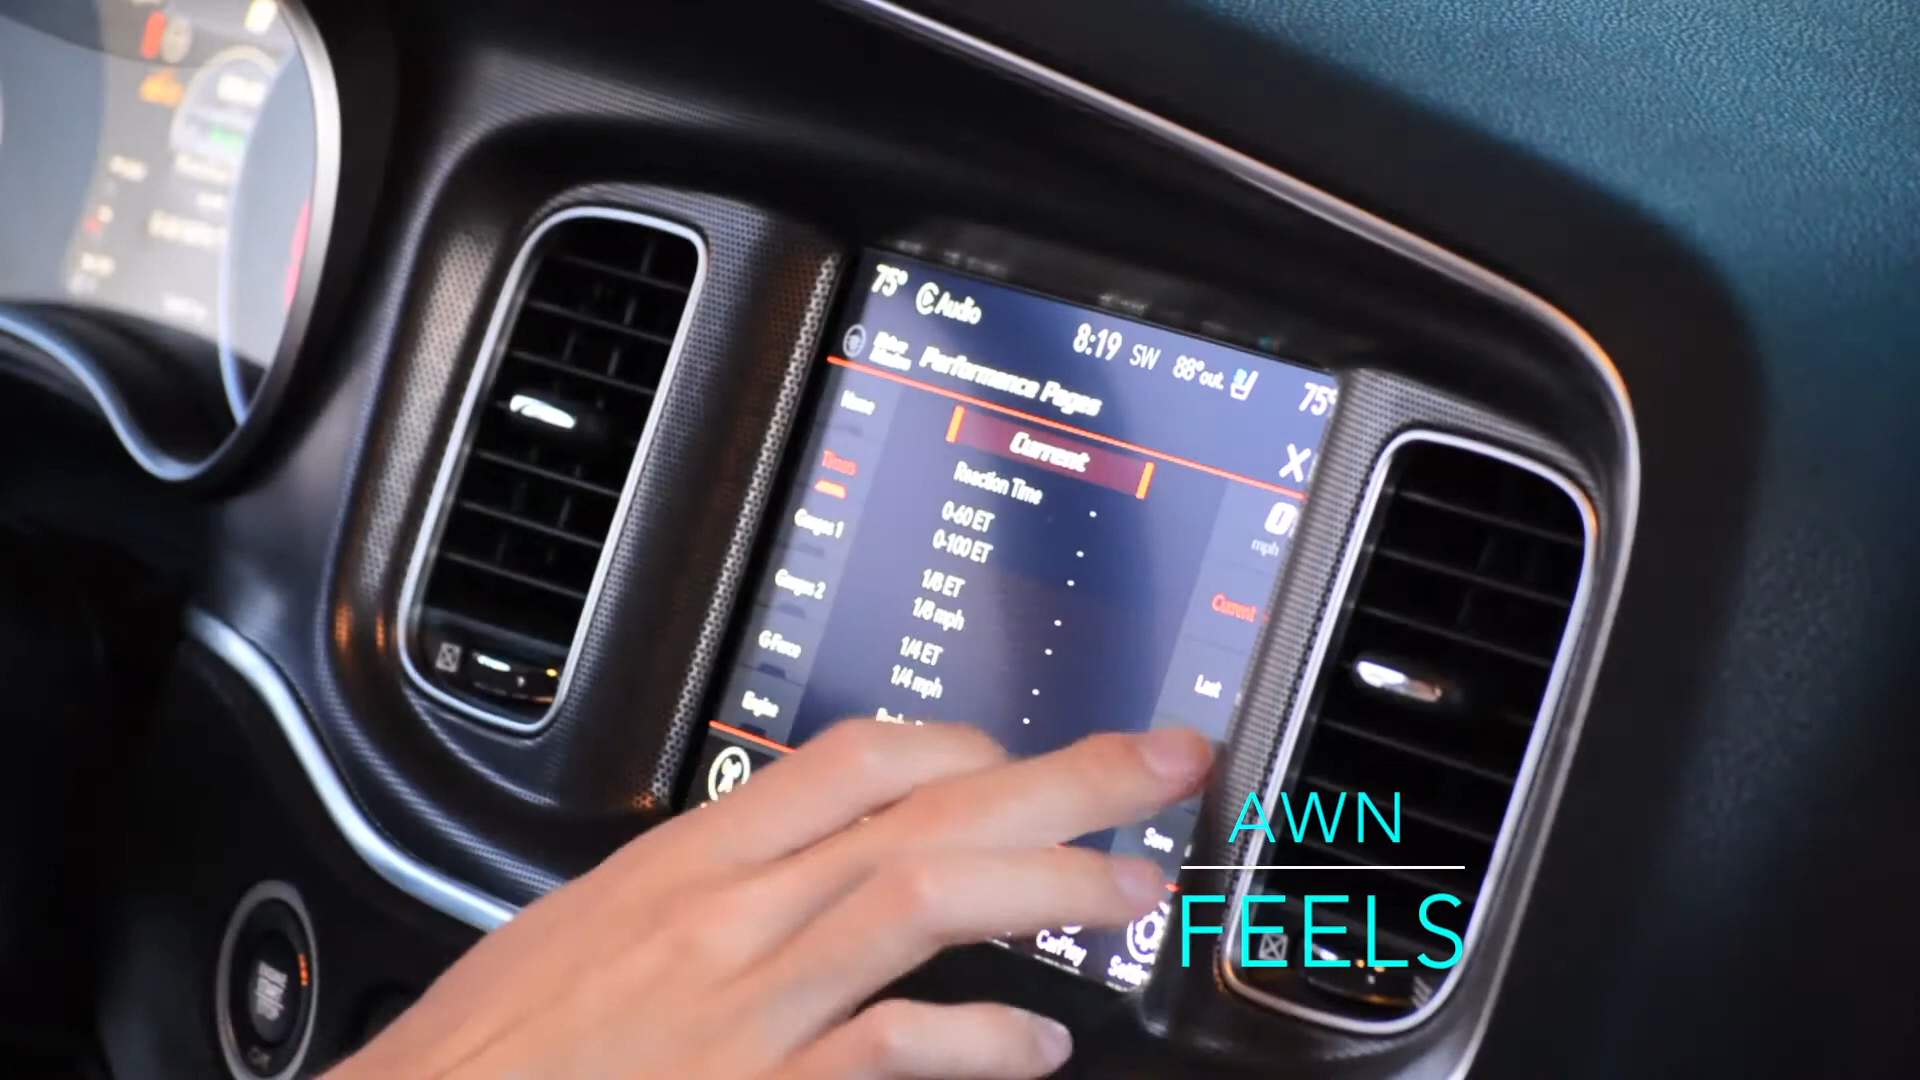 75° Audio
8:19 SW 88°out. 75°
Performance Pages
X
Home
Current
Timers
Reaction Time
0-60 ET
0-100 ET
1/8 ET
1/8 mph
1/4 ET
1/4 mph
Gauges 1
Gauges 2
G-Force
Engine
mph
Current
Last
Save
CarPlay
AWN
FEELS